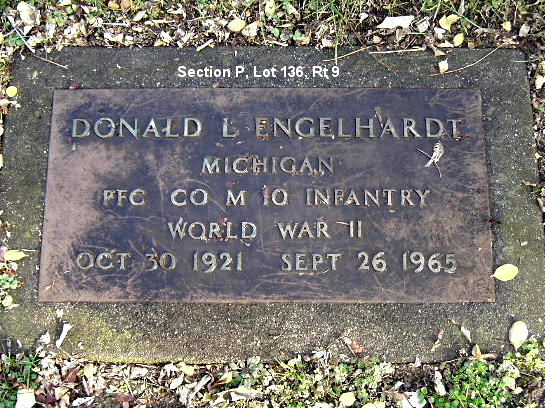 Section P, Lot 136, Rt 9
DONALD L ENGELHARDT
MICHIGAN
PFC CO M 10 INFANTRY
WORLD WAR II
OCT 30 1921 SEPT 26 1965